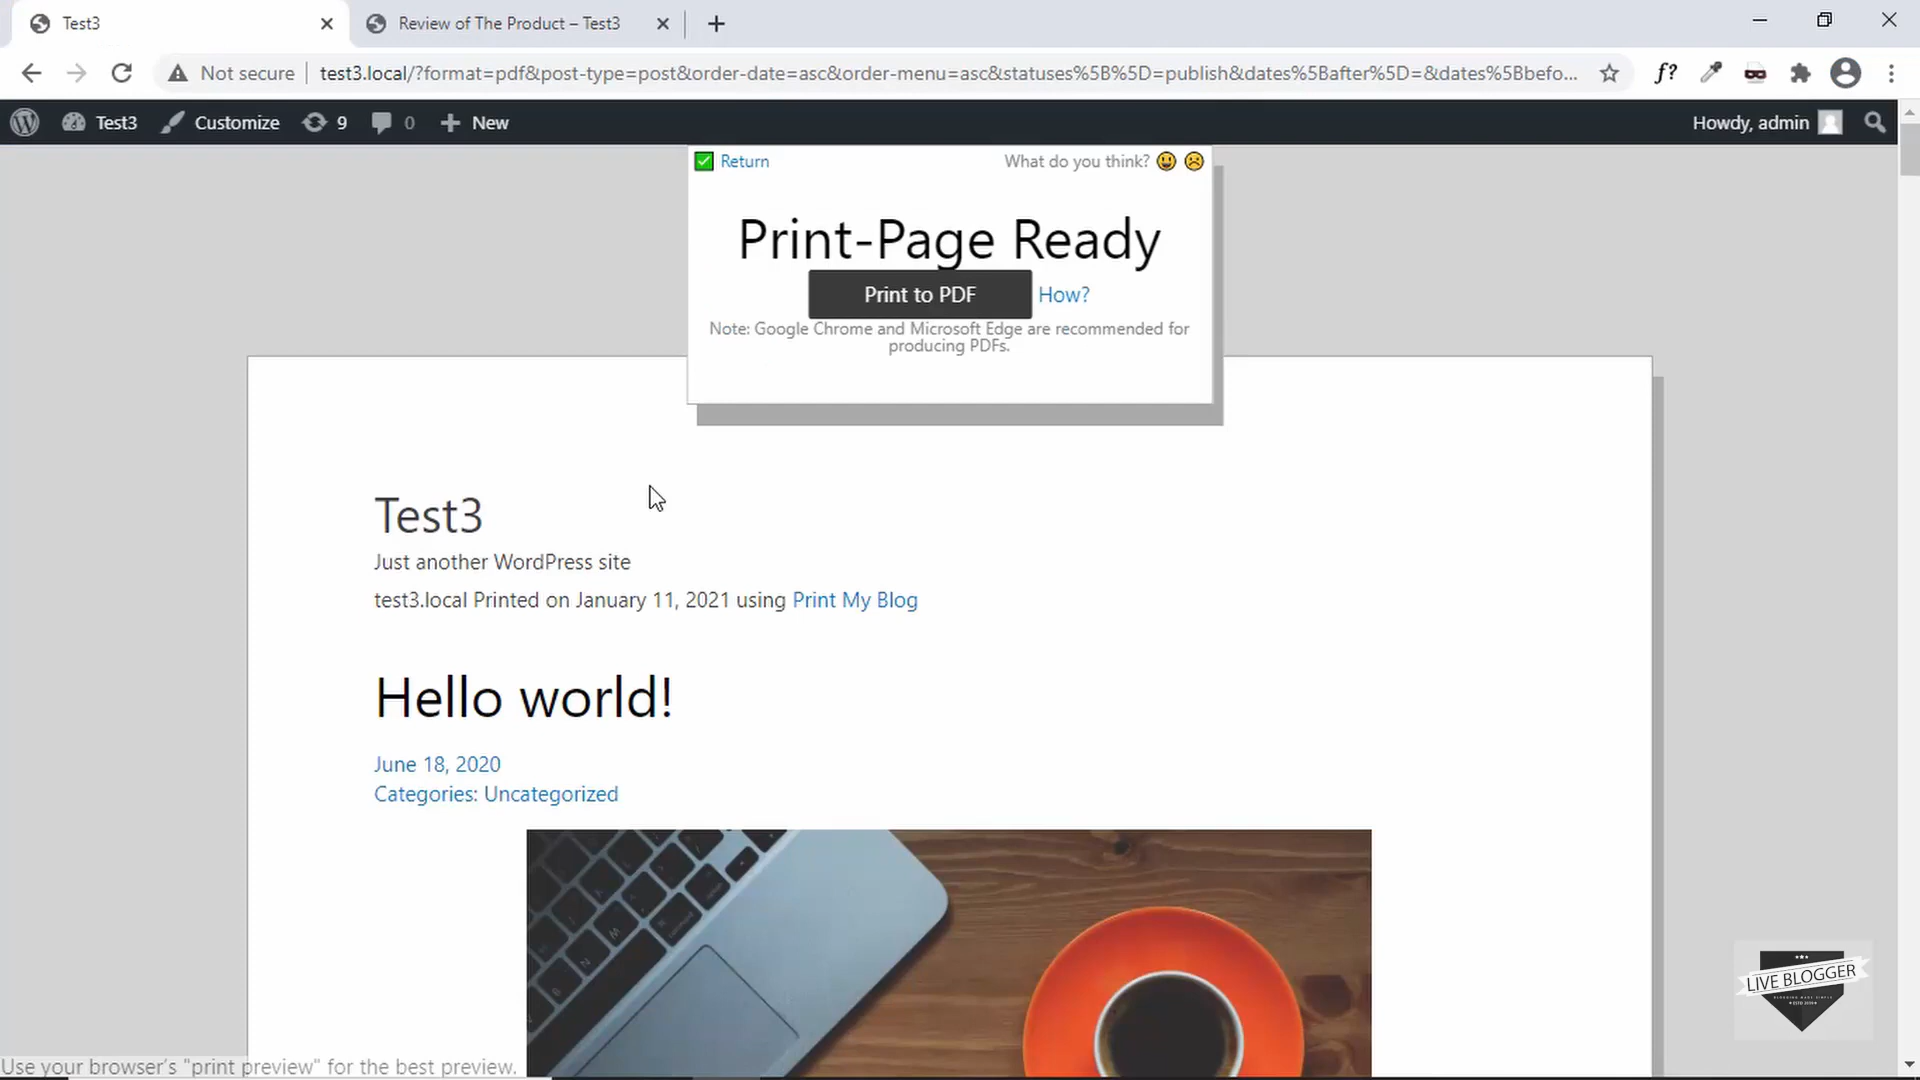 Test3
Review of The Product – Test3
Not secure
test3.local/?format=pdf&post-type=post&order-date=asc&order-menu=asc&statuses%5B%5D=publish&dates%5Bafter%5D=&dates%5Bbefo...
f?
Test3
Customize
9
0
New
Howdy, admin
Return
What do you think?
Print-Page Ready
Print to PDF
How?
Note: Google Chrome and Microsoft Edge are recommended for
producing PDFs.
Test3
Just another WordPress site
test3.local Printed on January 11, 2021 using Print My Blog
Hello world!
June 18, 2020
Categories: Uncategorized
LIVE BLOGGER
Use your browser's "print preview" for the best preview.